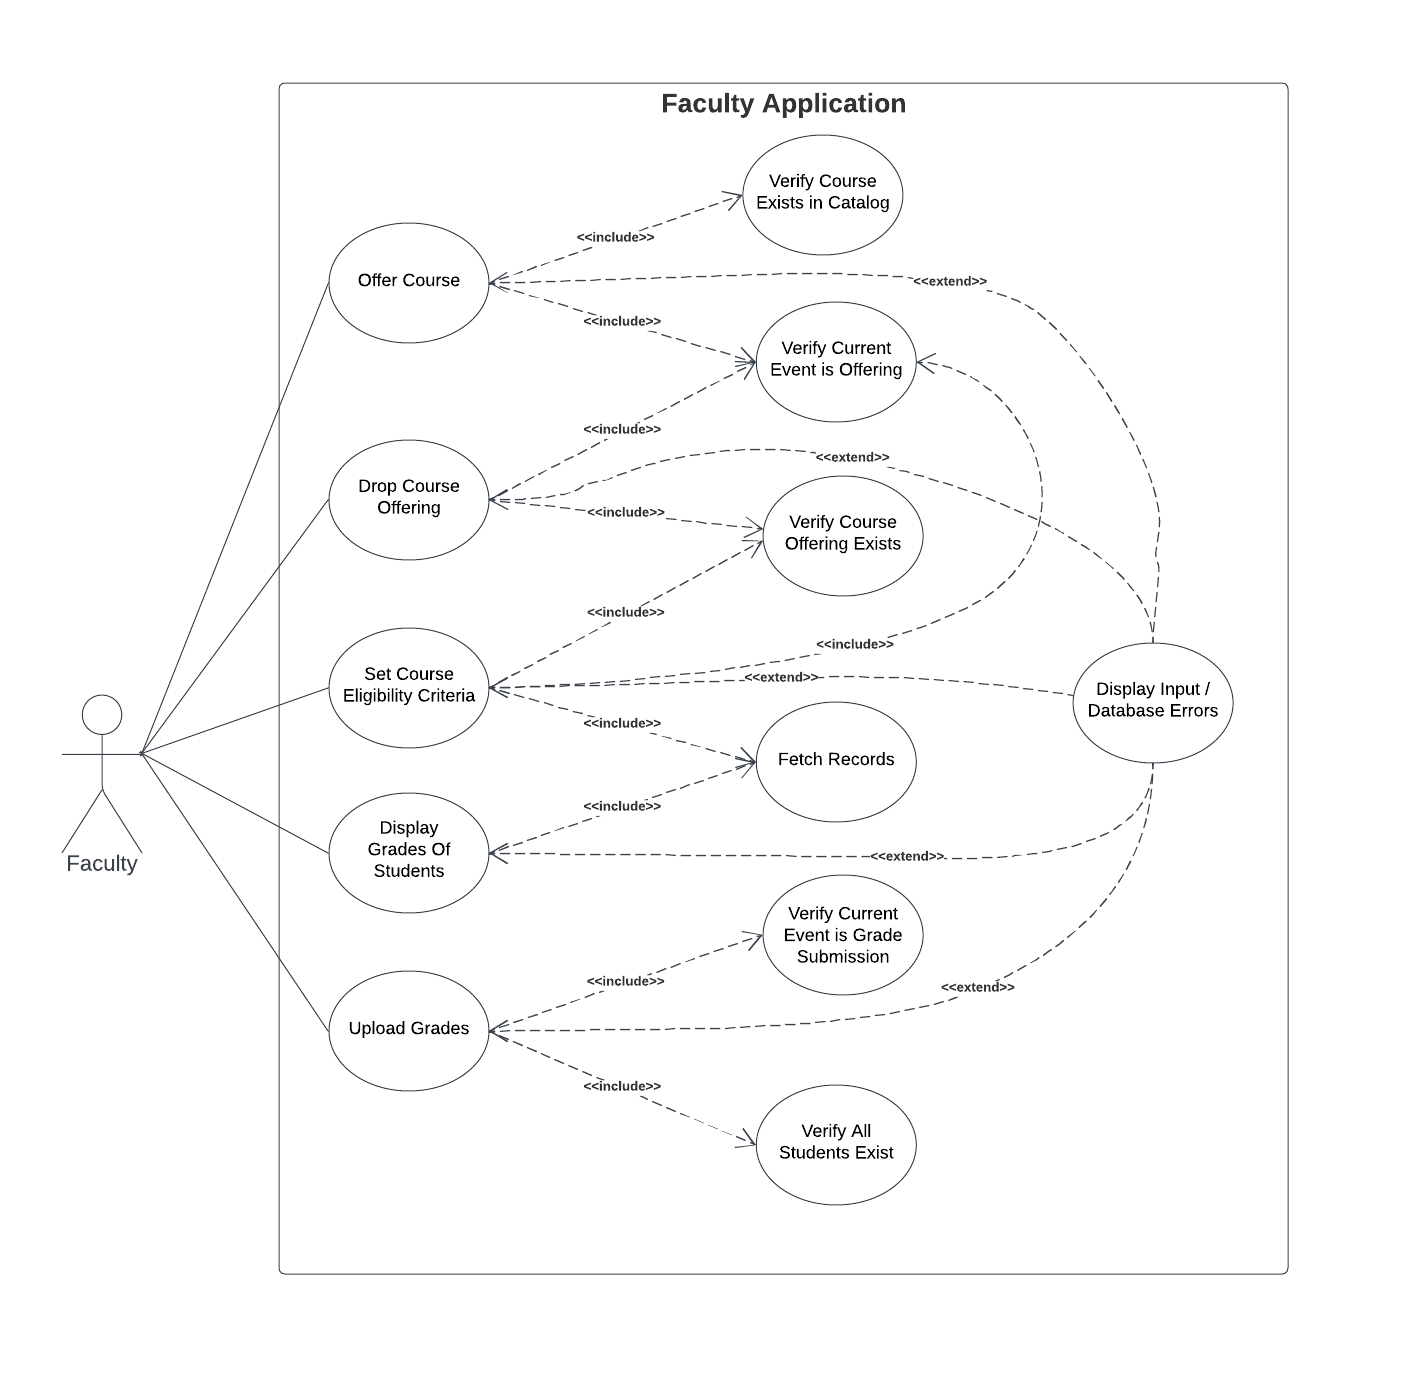 Faculty Application
Verify Course
Exists in Catalog
<<include>>
Offer Course
<<extend>>
<<include>>
Verify Current
Event is Offering
<<include>>
<<extend>>
Drop Course
Offering
<<include>>
Verify Course
Offering Exists
<<include>>
<<include>>
Set Course
Eligibility Criteria
<<extend>>
Display Input /
Database Errors
<<include>>
Fetch Records
<<include>>
Display
Grades Of
Students
<<extend>>
Faculty
Verify Current
Event is Grade
Submission
<<include>>
<<extend>>
Upload Grades
<<include>>
Verify All
Students Exist